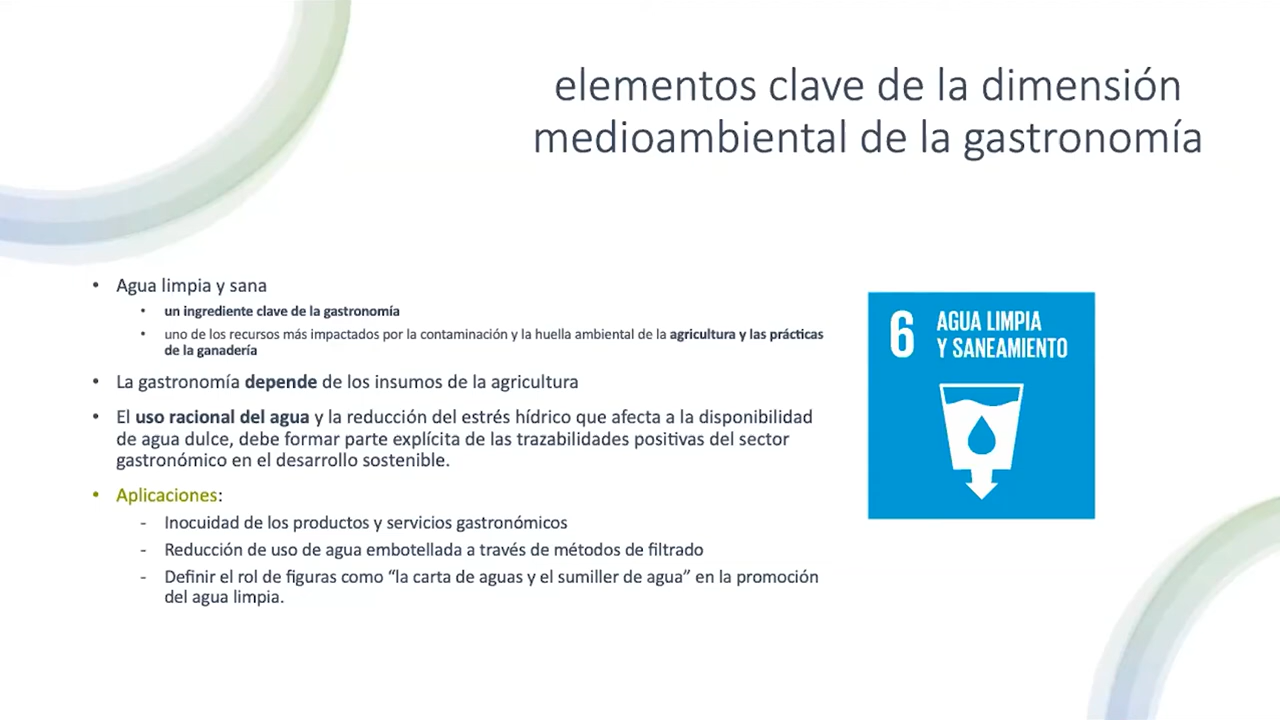 elementos clave de la dimensión
medioambiental de la gastronomía
• Agua limpia y sana
• un ingrediente clave de la gastronomía
• uno de los recursos más impactados por la contaminación y la huella ambiental de la agricultura y las prácticas
de la ganadería
• La gastronomía depende de los insumos de la agricultura
• El uso racional del agua y la reducción del estrés hídrico que afecta a la disponibilidad
de agua dulce, debe formar parte explícita de las trazabilidades positivas del sector
gastronómico en el desarrollo sostenible.
• Aplicaciones:
- Inocuidad de los productos y servicios gastronómicos
- Reducción de uso de agua embotellada a través de métodos de filtrado
- Definir el rol de figuras como “la carta de aguas y el sumiller de agua” en la promoción
del agua limpia.
6 AGUA LIMPIA
Y SANEAMIENTO